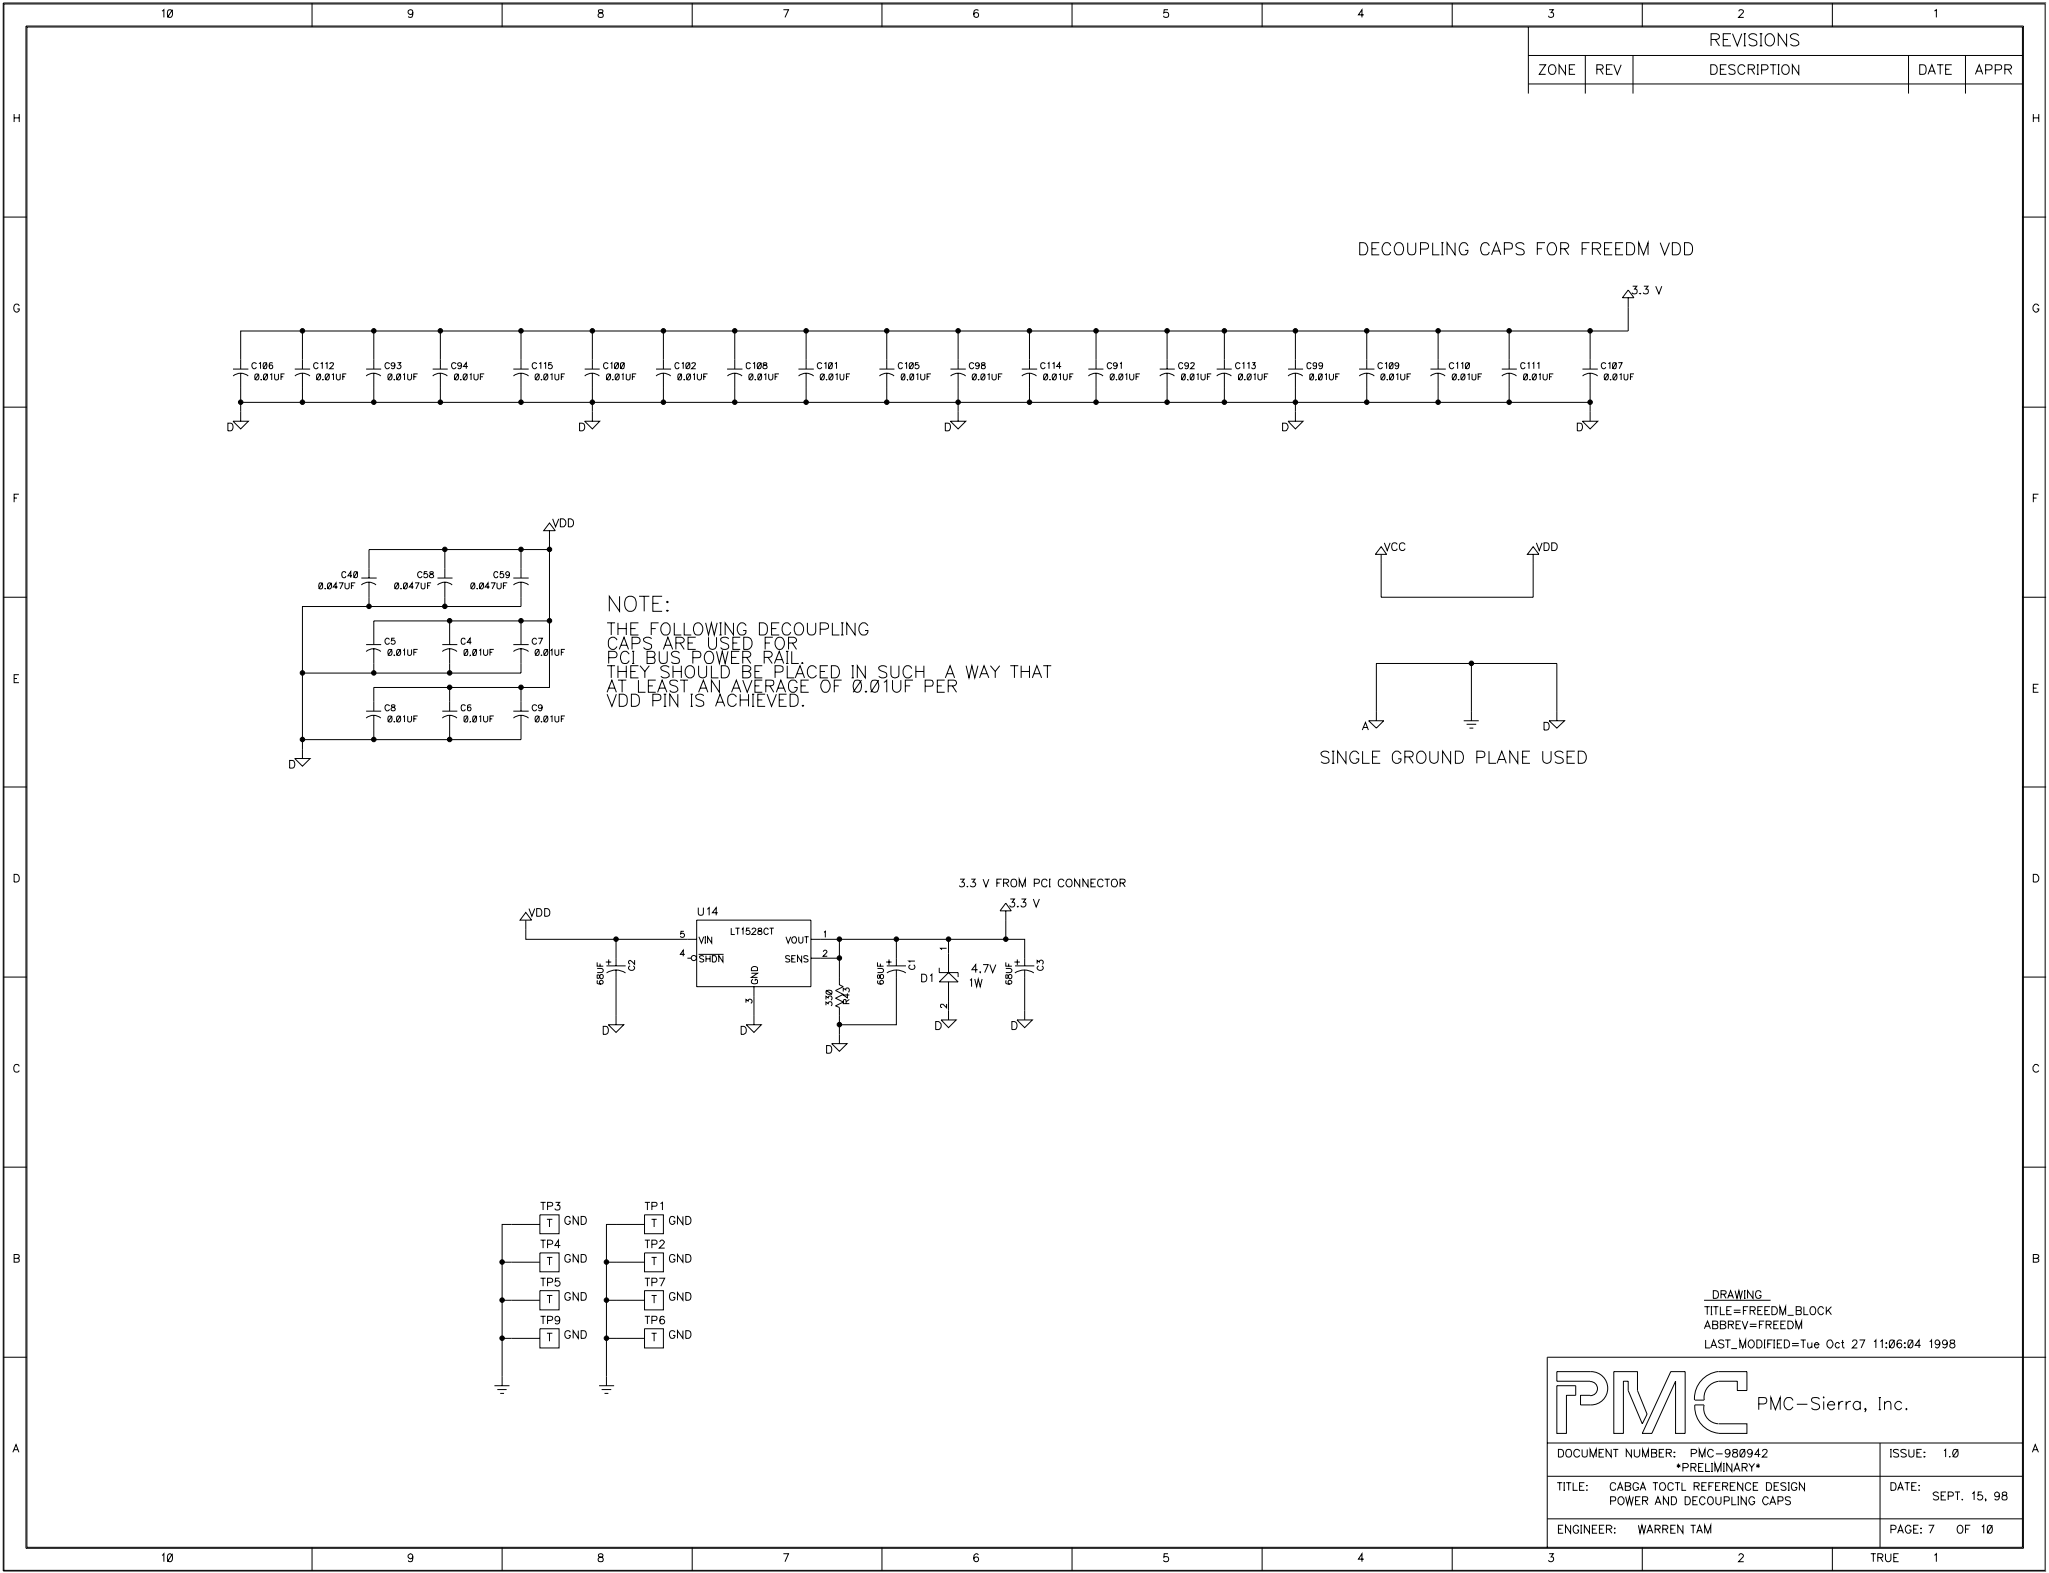 10 9 8 7 6 5 4 3 2 1
REVISIONS
ZONE REV DESCRIPTION DATE APPR
H H
DECOUPLING CAPS FOR FREEDM VDD
3.3 V
G G
C106 C112 C93 C94 C115 C100 C102 C108 C101 C105 C98 C114 C91 C92 C113 C99 C109 C110 C111 C107
0.01UF 0.01UF 0.01UF 0.01UF 0.01UF 0.01UF 0.01UF 0.01UF 0.01UF 0.01UF 0.01UF 0.01UF 0.01UF 0.01UF 0.01UF 0.01UF 0.01UF 0.01UF 0.01UF 0.01UF
D D D D D
F F
VDD
C40 C58 C59
0.047UF 0.047UF 0.047UF
C5 C4 C7
0.01UF 0.01UF 0.01UF
C8 C6 C9
0.01UF 0.01UF 0.01UF
D
NOTE:
THE FOLLOWING DECOUPLING
CAPS ARE USED FOR
PCI BUS POWER RAIL.
THEY SHOULD BE PLACED IN SUCH A WAY THAT
AT LEAST AN AVERAGE OF 0.01UF PER
VDD PIN IS ACHIEVED.
VCC VDD
E E
A D
SINGLE GROUND PLANE USED
D D
3.3 V FROM PCI CONNECTOR
3.3 V
VDD
U14
LT1528CT
5 VIN VOUT 1
4 SHDN SENS 2
GND
3
68UF + C2
330 R43
68UF + C1
D1 1 2
4.7V
1W
68UF + C3
D D D D D
C C
TP3 TP1
T GND T GND
TP4 TP2
T GND T GND
TP5 TP7
T GND T GND
TP9 TP6
T GND T GND
B B
DRAWING
TITLE=FREEDM_BLOCK
ABBREV=FREEDM
LAST_MODIFIED=Tue Oct 27 11:06:04 1998
PMC PMC-Sierra, Inc.
A A
DOCUMENT NUMBER: PMC-980942
*PRELIMINARY*
ISSUE: 1.0
TITLE: CABGA TOCTL REFERENCE DESIGN
POWER AND DECOUPLING CAPS
DATE: SEPT. 15, 98
ENGINEER: WARREN TAM
PAGE: 7 OF 10
10 9 8 7 6 5 4 3 2 TRUE 1